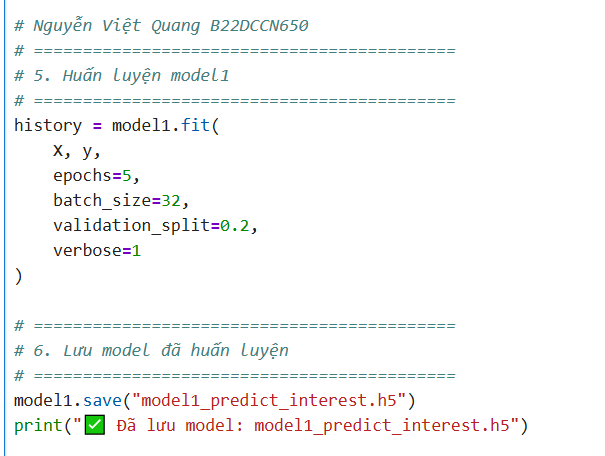 # Nguyễn Việt Quang B22DCCN650
# ===========================================
# 5. Huấn luyện model1
# ===========================================
history = model1.fit(
    X, y,
    epochs=5,
    batch_size=32,
    validation_split=0.2,
    verbose=1
)
# ===========================================
# 6. Lưu model đã huấn luyện
# ===========================================
model1.save("model1_predict_interest.h5")
print("✅ Đã lưu model: model1_predict_interest.h5")